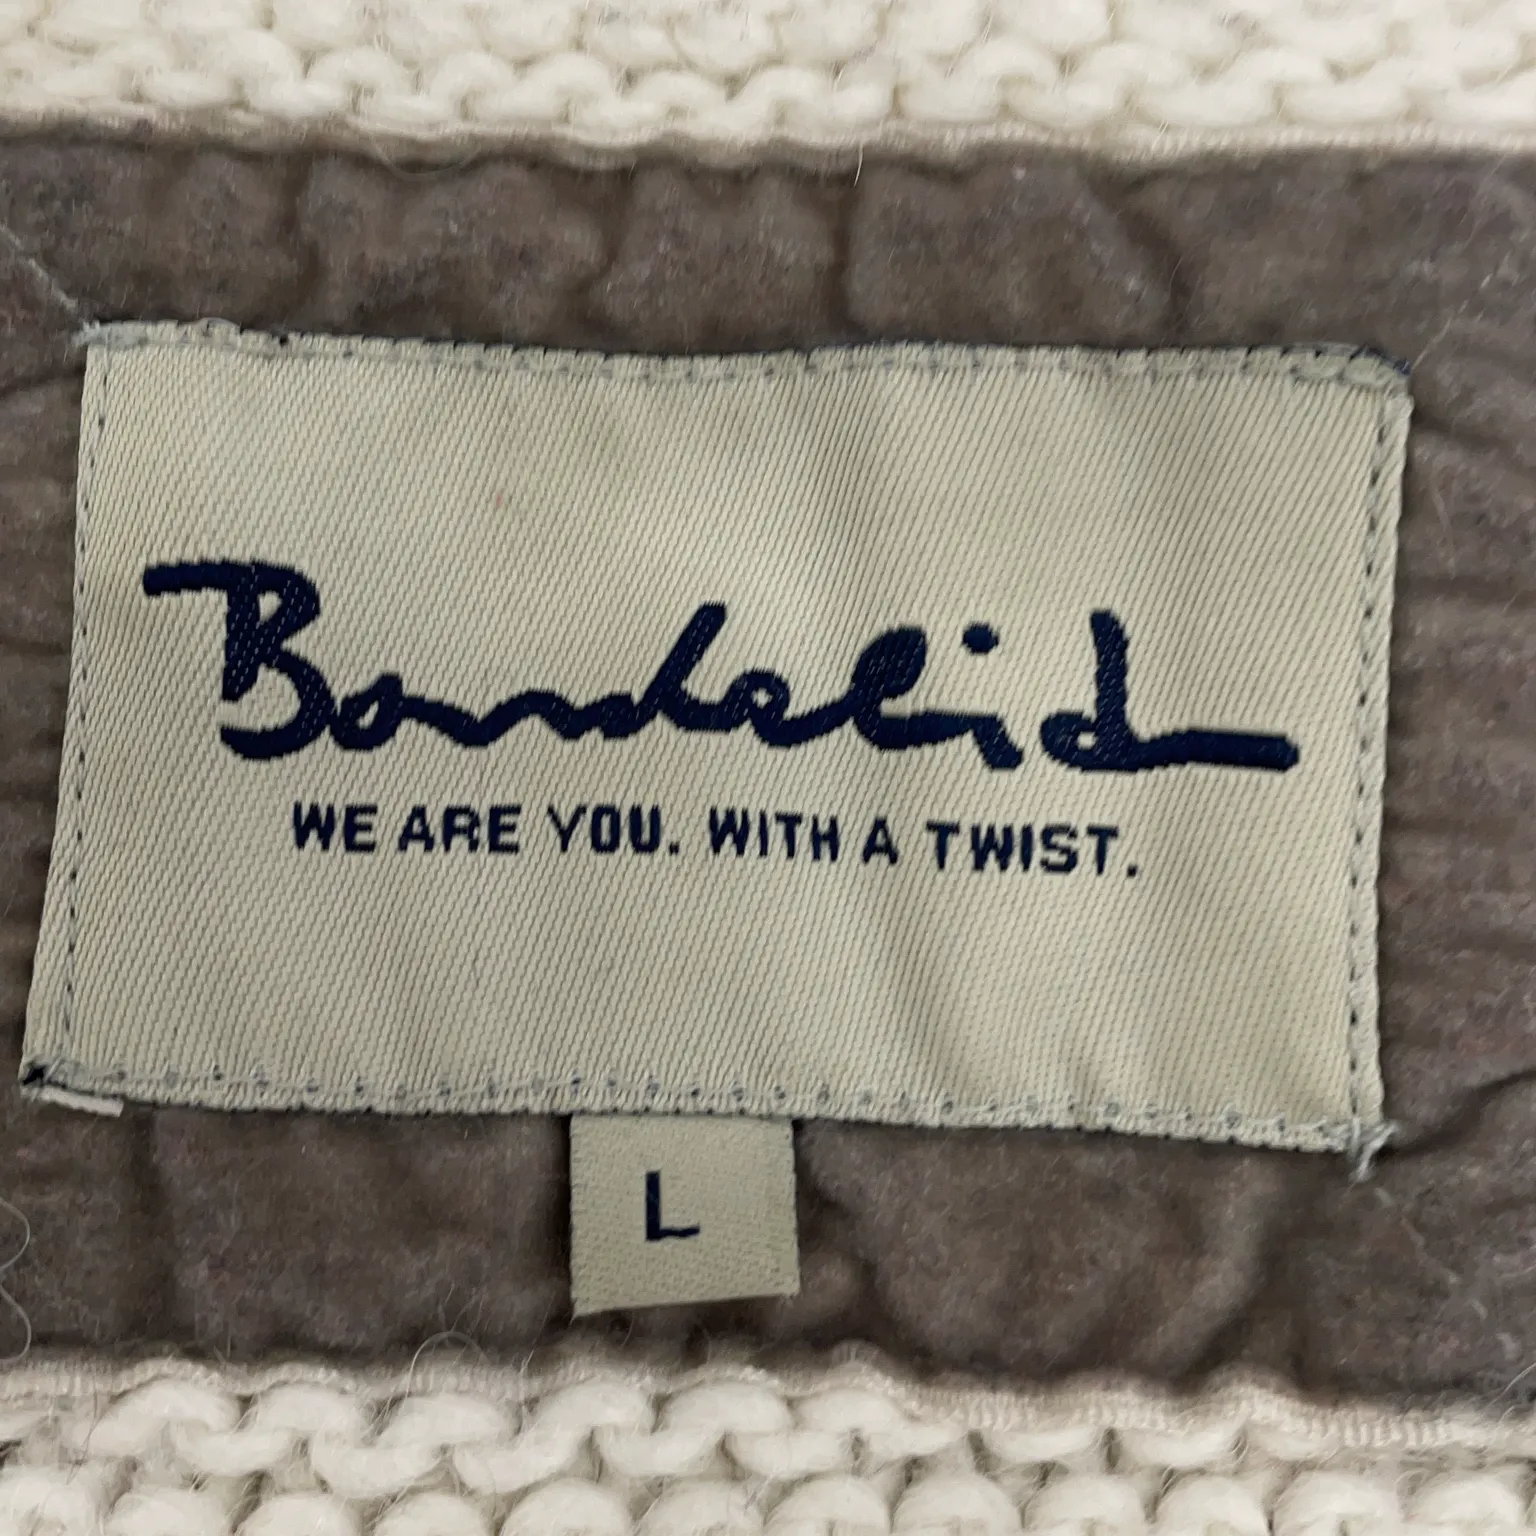 Bondelid
WE ARE YOU. WITH A TWIST.
L